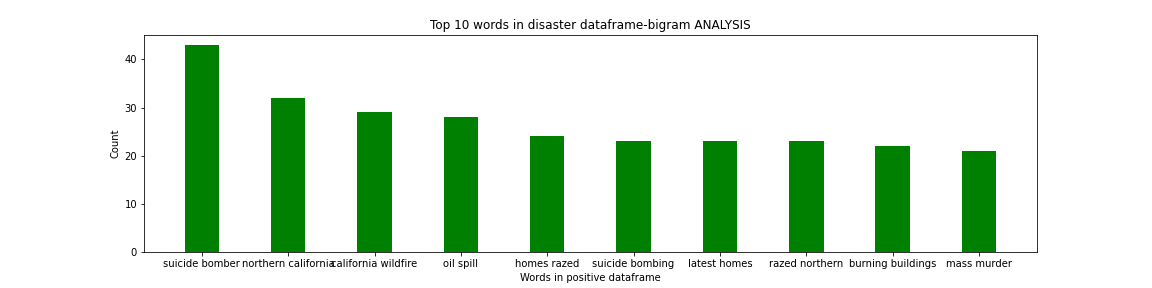 Top 10 words in disaster dataframe-bigram ANALYSIS
Count
40
30
20
10
0
suicide bomber northern california california wildfire oil spill homes razed suicide bombing latest homes razed northern burning buildings mass murder
Words in positive dataframe